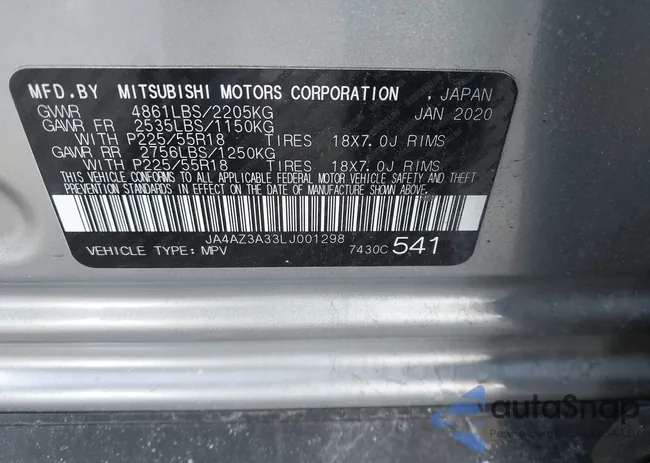 MFD.BY MITSUBISHI MOTORS CORPORATION , JAPAN
GVWR 4861LBS/2205KG JAN 2020
GAWR FR 2535LBS/1150KG
WITH P225/55R18 TIRES 18X7.0J RIMS
GAWR RR 2756LBS/1250KG
WITH P225/55R18 TIRES 18X7.0J RIMS
THIS VEHICLE CONFORMS TO ALL APPLICABLE FEDERAL MOTOR VEHICLE SAFETY AND THEFT
PREVENTION STANDARDS IN EFFECT ON THE DATE OF MANUFACTURE SHOWN ABOVE.
JA4AZ3A33LJ001298
VEHICLE TYPE: MPV 7430C 541
autoSnap